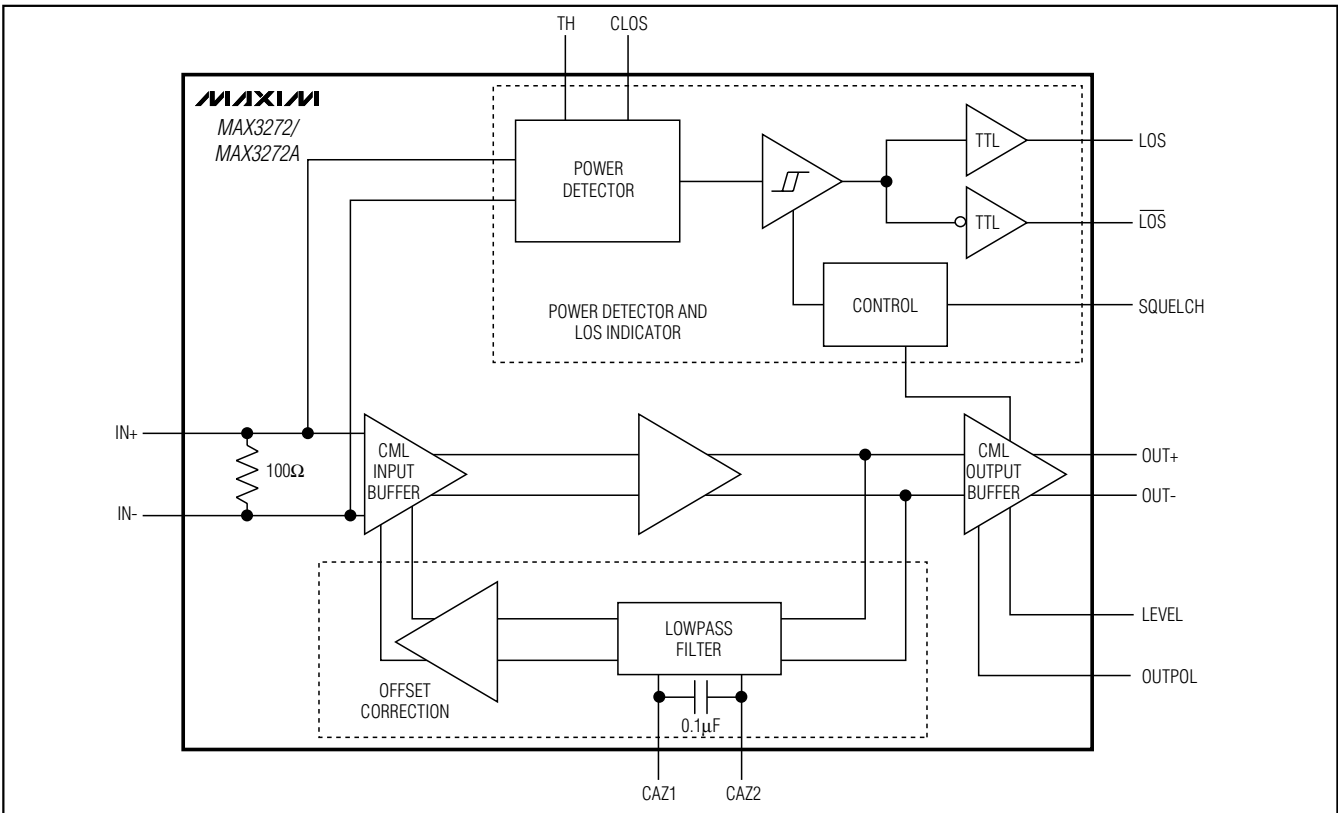 TH
CLOS
MAXIM
MAX3272/
MAX3272A
POWER
DETECTOR
TTL
LOS
TTL
L̅O̅S̅
CONTROL
SQUELCH
POWER DETECTOR AND
LOS INDICATOR
IN+
100Ω
IN-
CML
INPUT
BUFFER
CML
OUTPUT
BUFFER
OUT+
OUT-
LOWPASS
FILTER
LEVEL
OFFSET
CORRECTION
0.1µF
OUTPOL
CAZ1
CAZ2